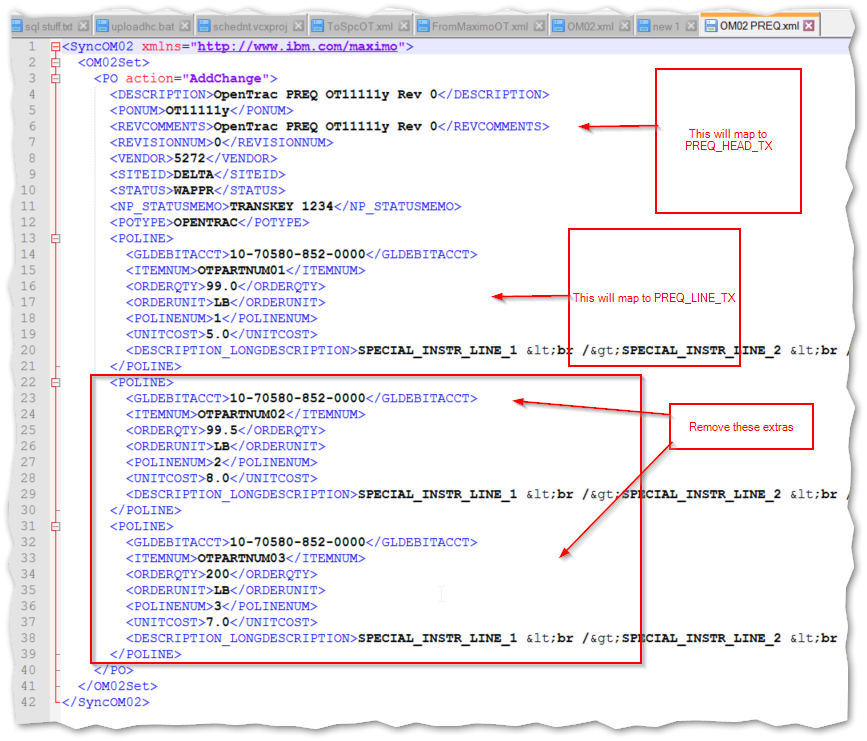 sql stuff.txt uploadhc.bat schednt.vcxproj ToSpcOT.xml FromMaximoOT.xml OM02.xml new 1 OM02 PREQ.xml
1 <SyncOM02 xmlns="http://www.ibm.com/maximo">
2 <OM02Set>
3 <PO action="AddChange">
4 <DESCRIPTION>OpenTrac PREQ OT11111y Rev 0</DESCRIPTION>
5 <PONUM>OT11111y</PONUM>
6 <REVCOMMENTS>OpenTrac PREQ OT11111y Rev 0</REVCOMMENTS>
7 <REVISIONNUM>0</REVISIONNUM>
8 <VENDOR>5272</VENDOR>
9 <SITEID>DELTA</SITEID>
10 <STATUS>WAPPR</STATUS>
11 <NP_STATUSMEMO>TRANSKEY 1234</NP_STATUSMEMO>
12 <POTYPE>OPENTRAC</POTYPE>
This will map to
PREQ_HEAD_TX
13 <POLINE>
14 <GLDEBITACCT>10-70580-852-0000</GLDEBITACCT>
15 <ITEMNUM>OTPARTNUM01</ITEMNUM>
16 <ORDERQTY>99.0</ORDERQTY>
17 <ORDERUNIT>LB</ORDERUNIT>
18 <POLINENUM>1</POLINENUM>
19 <UNITCOST>5.0</UNITCOST>
20 <DESCRIPTION_LONGDESCRIPTION>SPECIAL_INSTR_LINE_1 &lt;br /&gt;SPECIAL_INSTR_LINE_2 &lt;br /
21 </POLINE>
This will map to PREQ_LINE_TX
22 <POLINE>
23 <GLDEBITACCT>10-70580-852-0000</GLDEBITACCT>
24 <ITEMNUM>OTPARTNUM02</ITEMNUM>
25 <ORDERQTY>99.5</ORDERQTY>
26 <ORDERUNIT>LB</ORDERUNIT>
27 <POLINENUM>2</POLINENUM>
28 <UNITCOST>8.0</UNITCOST>
29 <DESCRIPTION_LONGDESCRIPTION>SPECIAL_INSTR_LINE_1 &lt;br /&gt;SPECIAL_INSTR_LINE_2 &lt;br /
30 </POLINE>
31 <POLINE>
32 <GLDEBITACCT>10-70580-852-0000</GLDEBITACCT>
33 <ITEMNUM>OTPARTNUM03</ITEMNUM>
34 <ORDERQTY>200</ORDERQTY>
35 <ORDERUNIT>LB</ORDERUNIT>
36 <POLINENUM>3</POLINENUM>
37 <UNITCOST>7.0</UNITCOST>
38 <DESCRIPTION_LONGDESCRIPTION>SPECIAL_INSTR_LINE_1 &lt;br /&gt;SPECIAL_INSTR_LINE_2 &lt;br
39 </POLINE>
Remove these extras
40 </PO>
41 </OM02Set>
42 </SyncOM02>